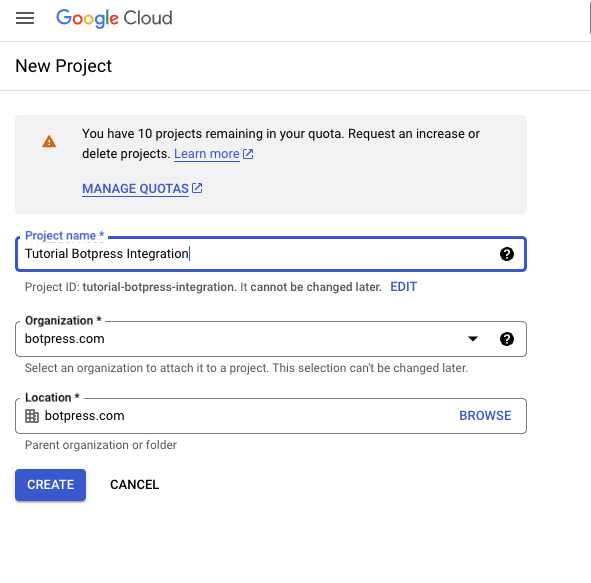 Google Cloud
New Project
You have 10 projects remaining in your quota. Request an increase or
delete projects. Learn more
MANAGE QUOTAS
Project name *
Tutorial Botpress Integration
Project ID: tutorial-botpress-integration. It cannot be changed later. EDIT
Organization *
botpress.com
Select an organization to attach it to a project. This selection can't be changed later.
Location *
botpress.com BROWSE
Parent organization or folder
CREATE CANCEL